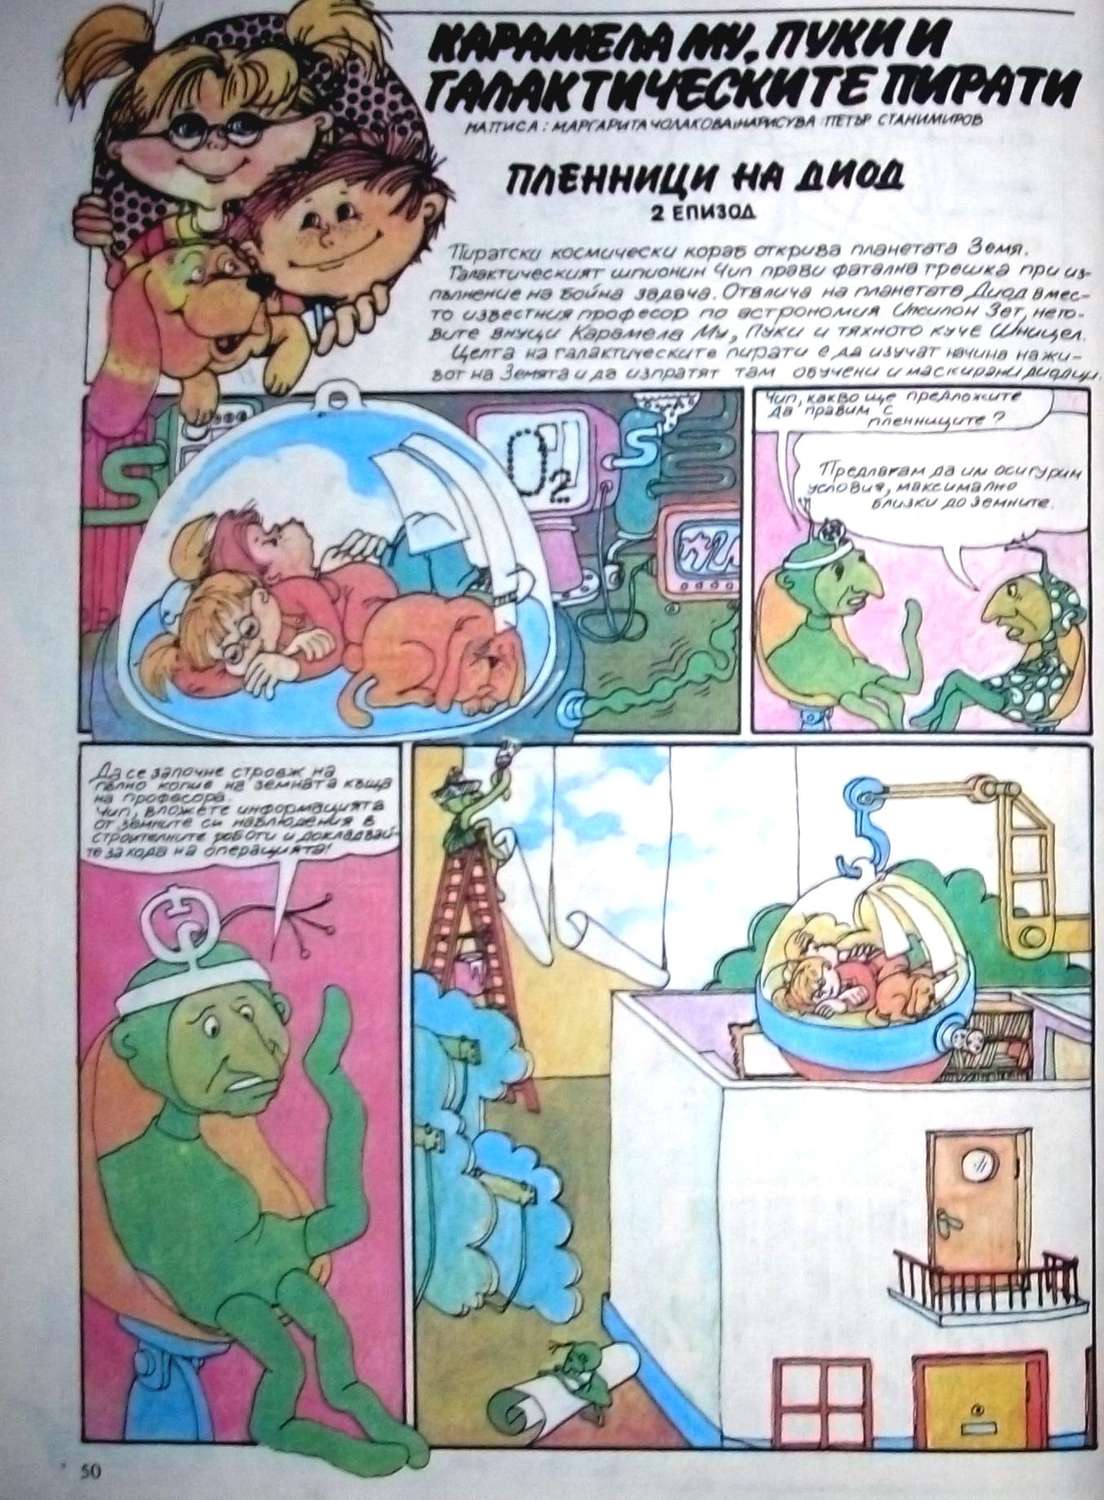 КАРАМЕЛА МУ, ПУКИ И
ГАЛАКТИЧЕСКИТЕ ПИРАТИ
НАПИСА: МАРГАРИТА ЧОЛАКОВА. НАРИСУВА: ПЕТЪР СТАНИМИРОВ
ПЛЕННИЦИ НА ДИОД
2 ЕПИЗОД
Пиратски космически кораб открива планетата Земя.
Галактическият шпионин Чип прави фатална грешка при из-
пълнение на бойна задача. Отвлича на планетата Диод вмес-
то известния професор по астрономия Ипсилон Зет, него-
вите внуци Карамела Му, Пуки и тяхното куче Шницел.
Целта на галактическите пирати е да изучат начина на жи-
вот на Земята и да изпратят там обучени и маскирани диодци.
O2
Чип, какво ще предложите
да правим с
пленниците?
Предлагам да им осигурим
условия, максимално
близки до земните.
Да се започне строеж на
пълно копие на земната къща
на професора.
Чип, вложете информацията
от земните си наблюдения в
строителните роботи и докладвай-
те за хода на операцията!
50